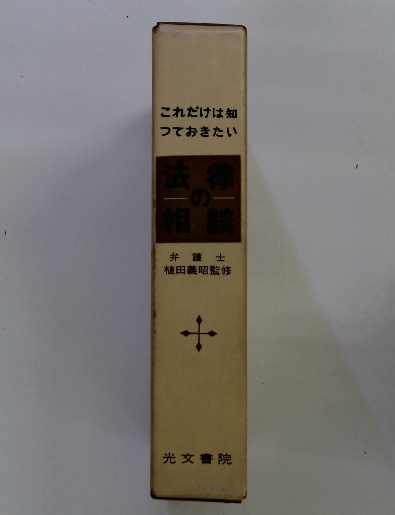 これだけは知
つておきたい
法律
の
相談
弁護士
植田義昭監修
光文書院